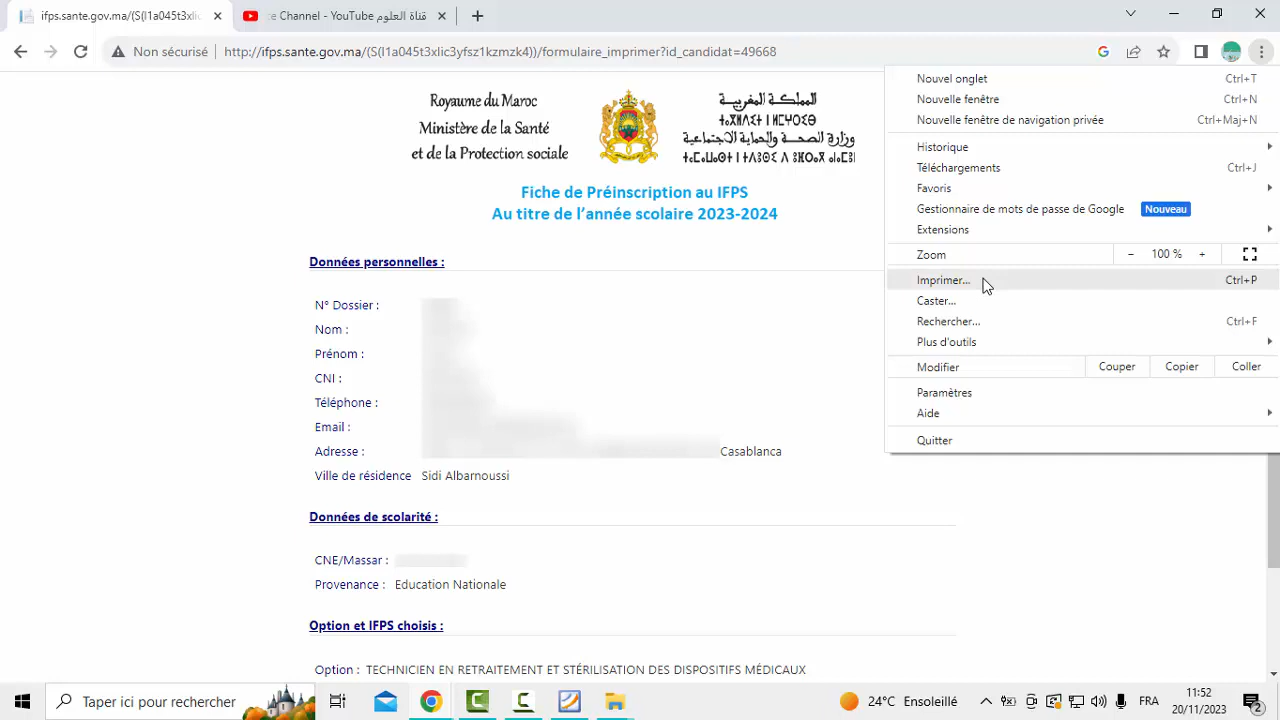 ifps.sante.gov.ma/(S(l1a045t3xlic3
قناة العلوم e Channel - YouTube
Non sécurisé
http://ifps.sante.gov.ma/(S(l1a045t3xlic3yfsz1kzmzk4))/formulaire_imprimer?id_candidat=49668
Royaume du Maroc
Ministère de la Santé
et de la Protection sociale
المملكة المغربية
وزارة الصحة والحماية الاجتماعية
Fiche de Préinscription au IFPS
Au titre de l’année scolaire 2023-2024
Données personnelles :
N° Dossier :
Nom :
Prénom :
CNI :
Téléphone :
Email :
Adresse : Casablanca
Ville de résidence Sidi Albarnoussi
Données de scolarité :
CNE/Massar :
Provenance : Education Nationale
Option et IFPS choisis :
Option : TECHNICIEN EN RETRAITEMENT ET STÉRILISATION DES DISPOSITIFS MÉDICAUX
Nouvel onglet Ctrl+T
Nouvelle fenêtre Ctrl+N
Nouvelle fenêtre de navigation privée Ctrl+Maj+N
Historique
Téléchargements Ctrl+J
Favoris
Gestionnaire de mots de passe de Google Nouveau
Extensions
Zoom − 100 % +
Imprimer... Ctrl+P
Caster...
Rechercher... Ctrl+F
Plus d'outils
Modifier Couper Copier Coller
Paramètres
Aide
Quitter
Taper ici pour rechercher
24°C Ensoleillé
FRA
11:52
20/11/2023
2